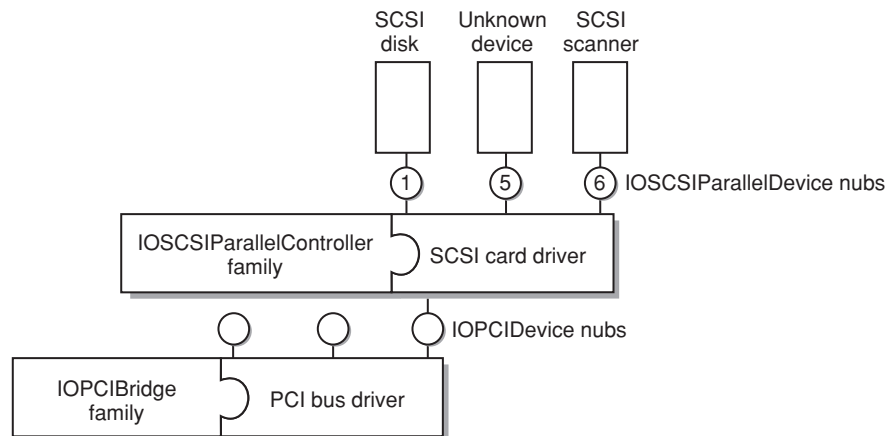 SCSI
disk
Unknown
device
SCSI
scanner
1
5
6
IOSCSIParallelDevice nubs
IOSCSIParallelController
family
SCSI card driver
IOPCIDevice nubs
IOPCIBridge
family
PCI bus driver